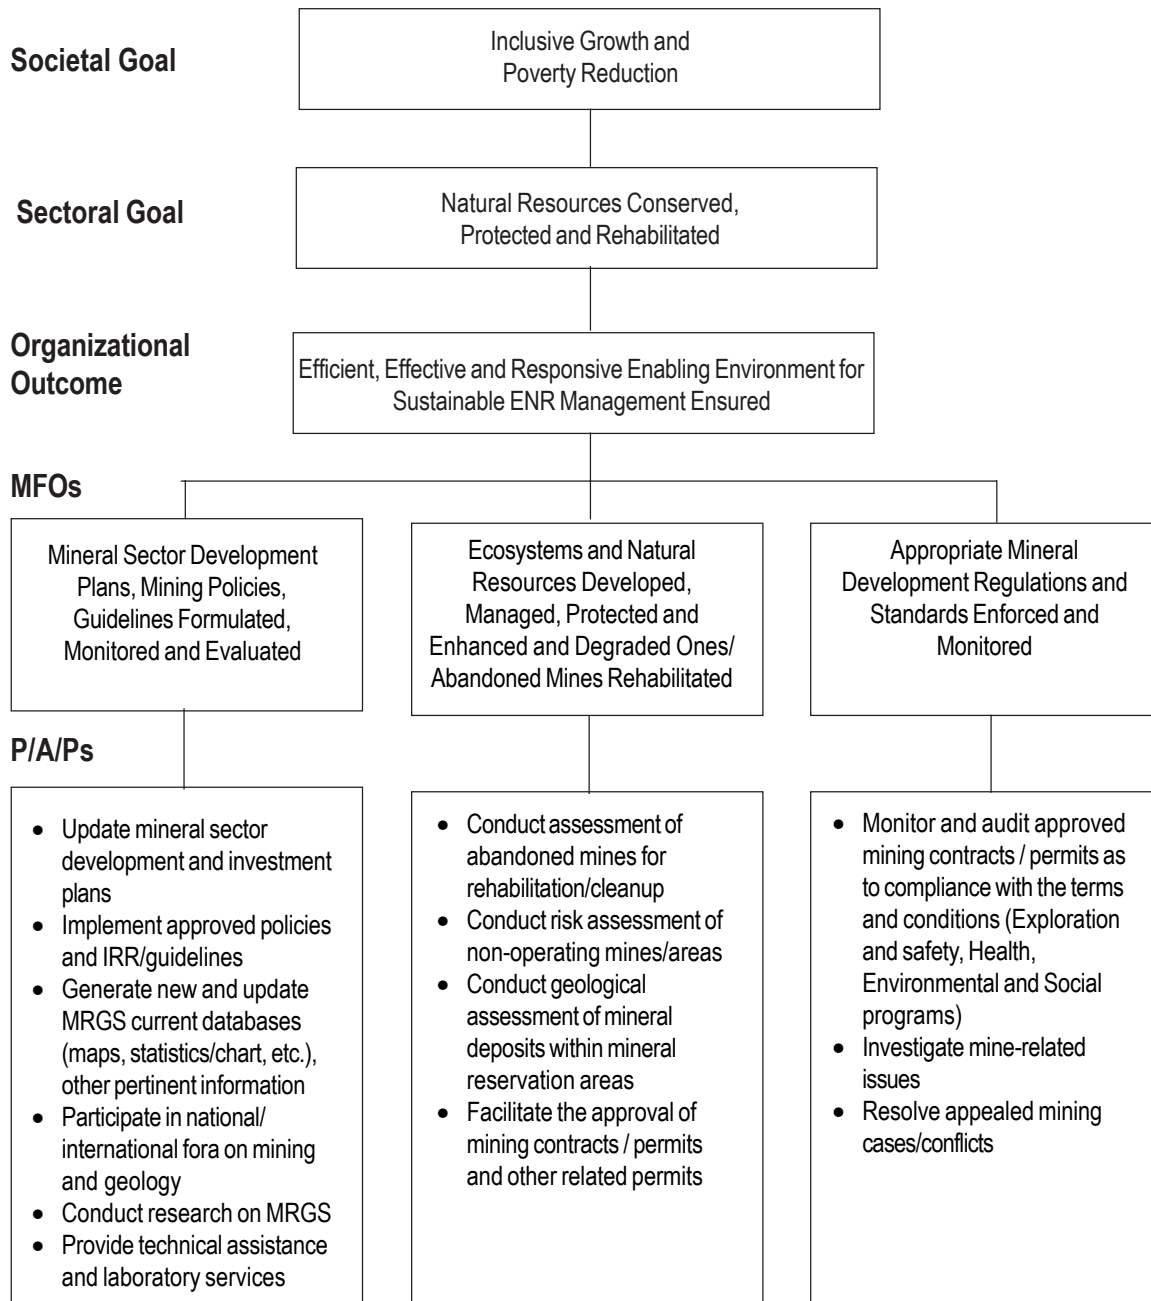 Societal Goal
Inclusive Growth and
Poverty Reduction
Sectoral Goal
Natural Resources Conserved,
Protected and Rehabilitated
Organizational
Outcome
Efficient, Effective and Responsive Enabling Environment for
Sustainable ENR Management Ensured
MFOs
Mineral Sector Development
Plans, Mining Policies,
Guidelines Formulated,
Monitored and Evaluated
Ecosystems and Natural
Resources Developed,
Managed, Protected and
Enhanced and Degraded Ones/
Abandoned Mines Rehabilitated
Appropriate Mineral
Development Regulations and
Standards Enforced and
Monitored
P/A/Ps
• Update mineral sector
development and investment
plans
• Implement approved policies
and IRR/guidelines
• Generate new and update
MRGS current databases
(maps, statistics/chart, etc.),
other pertinent information
• Participate in national/
international fora on mining
and geology
• Conduct research on MRGS
• Provide technical assistance
and laboratory services
• Conduct assessment of
abandoned mines for
rehabilitation/cleanup
• Conduct risk assessment of
non-operating mines/areas
• Conduct geological
assessment of mineral
deposits within mineral
reservation areas
• Facilitate the approval of
mining contracts / permits
and other related permits
• Monitor and audit approved
mining contracts / permits as
to compliance with the terms
and conditions (Exploration
and safety, Health,
Environmental and Social
programs)
• Investigate mine-related
issues
• Resolve appealed mining
cases/conflicts